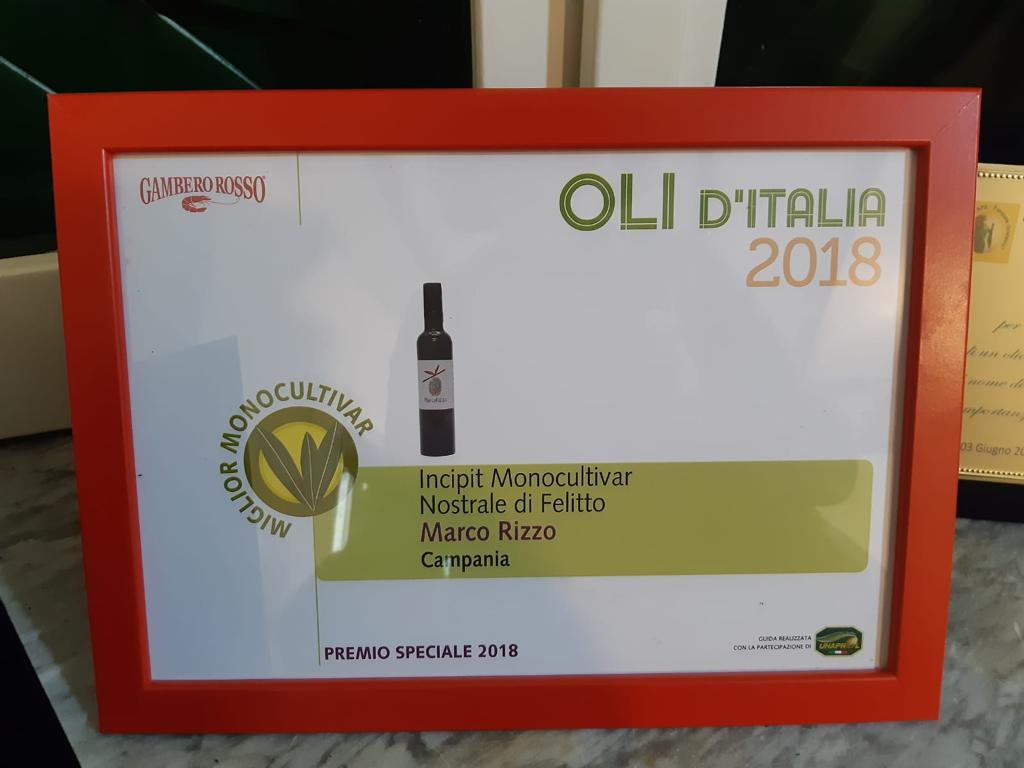 GAMBERO ROSSO
OLI D'ITALIA
2018
MIGLIOR MONOCULTIVAR
Incipit Monocultivar
Nostrale di Felitto
Marco Rizzo
Campania
PREMIO SPECIALE 2018
GUIDA REALIZZATA
CON LA PARTECIPAZIONE DI
UNAPROL
per
nome di
03 Giugno 20